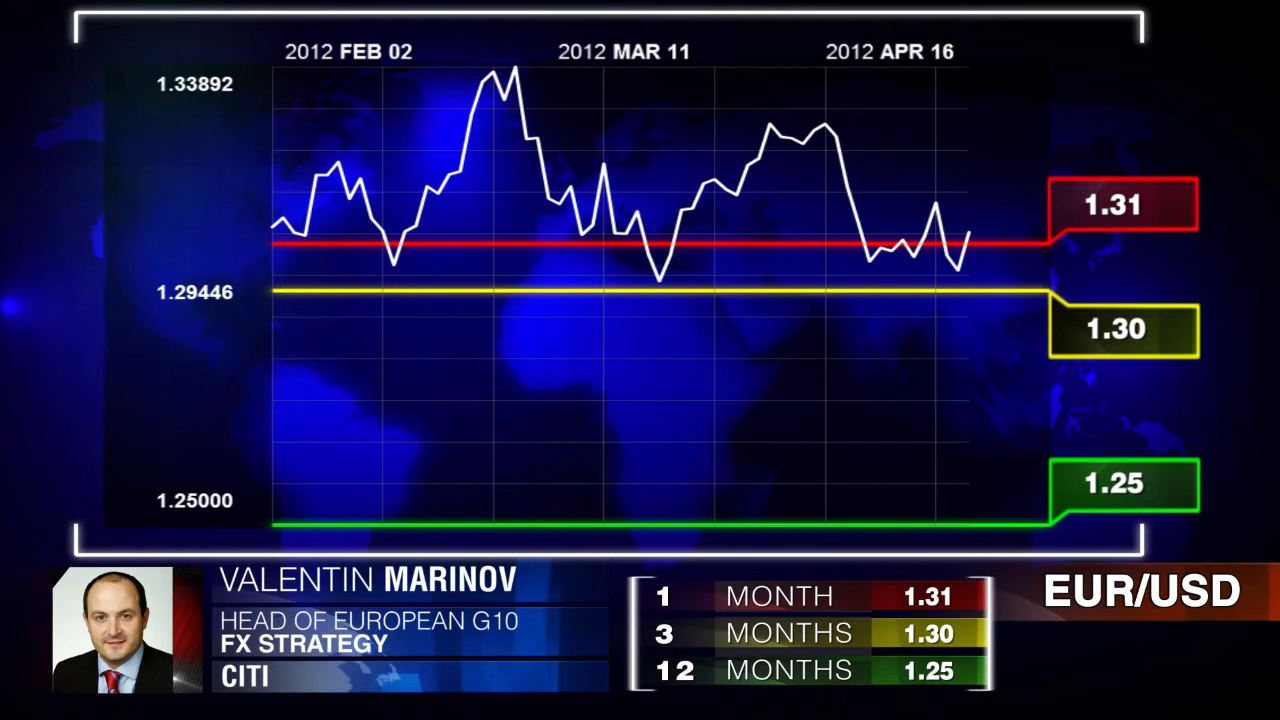 2012 FEB 02
2012 MAR 11
2012 APR 16
1.33892
1.29446
1.25000
1.31
1.30
1.25
VALENTIN MARINOV
HEAD OF EUROPEAN G10
FX STRATEGY
CITI
1 MONTH 1.31
3 MONTHS 1.30
12 MONTHS 1.25
EUR/USD